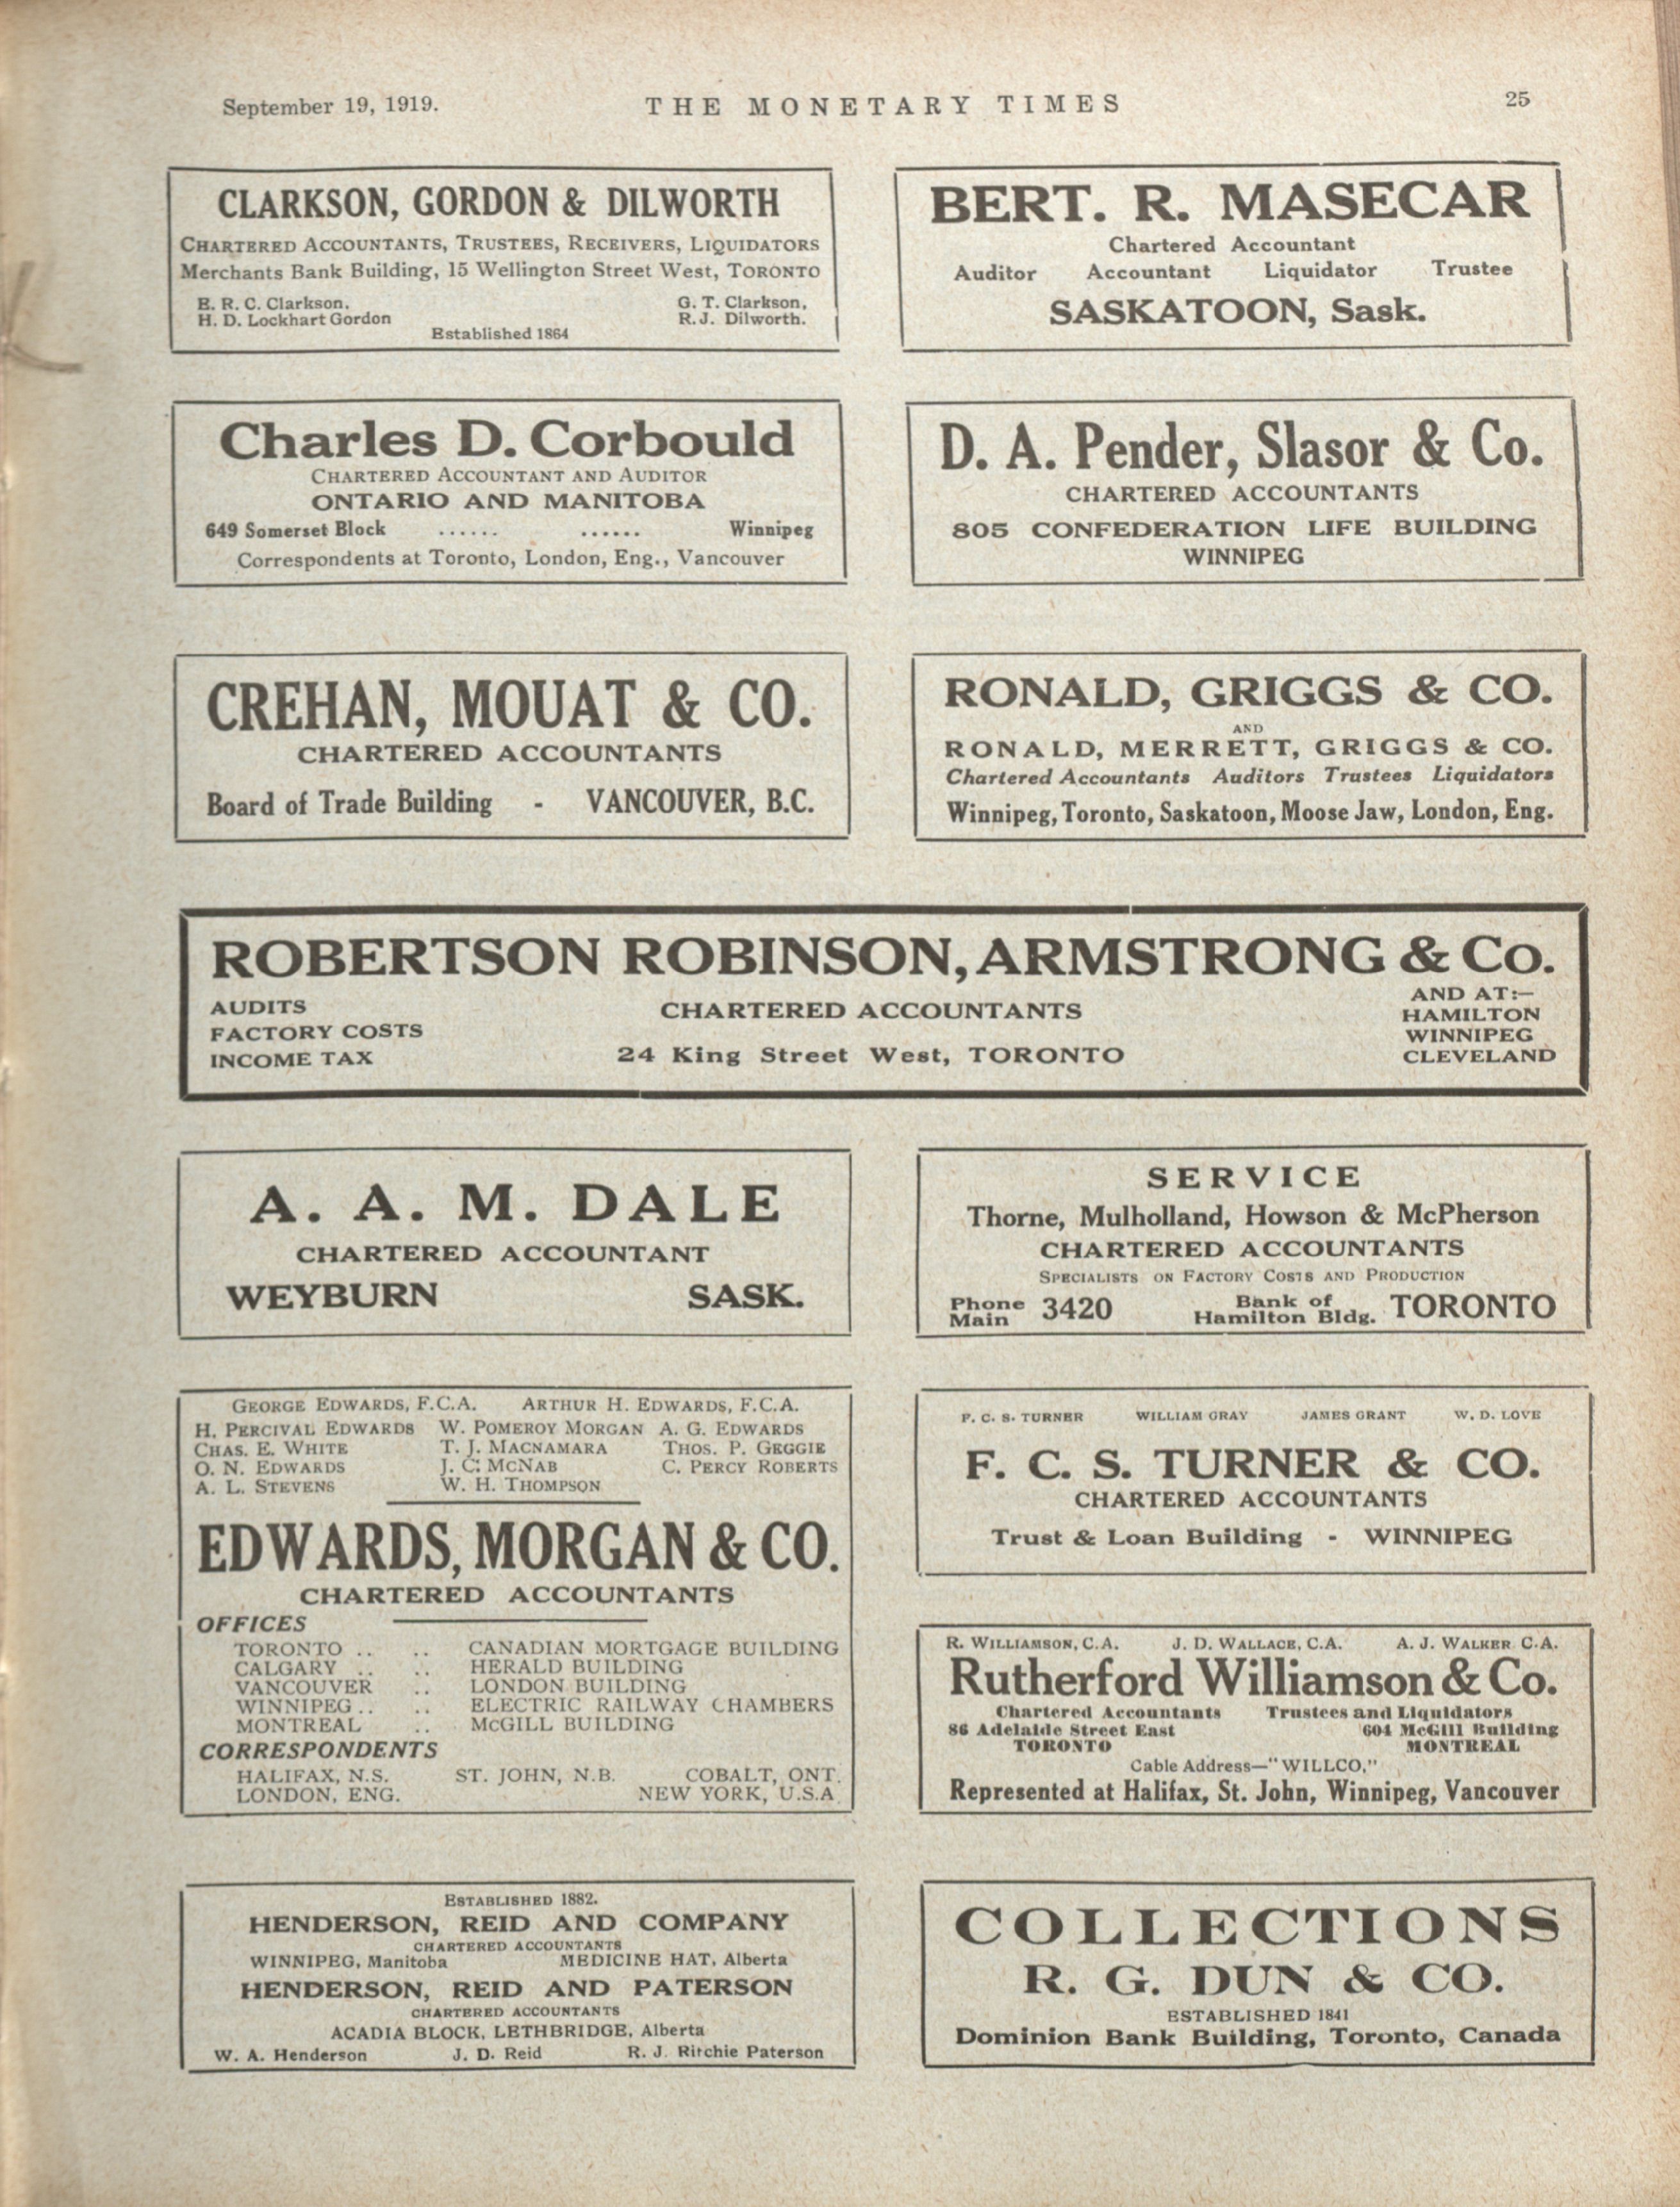 September 19, 1919.
THE MONETARY TIMES
25
CLARKSON, GORDON & DILWORTH
CHARTERED ACCOUNTANTS, TRUSTEES, RECEIVERS, LIQUIDATORS
Merchants Bank Building, 15 Wellington Street West, TORONTO
E. R. C. Clarkson. G. T. Clarkson,
H. D. Lockhart Gordon R. J. Dilworth.
Established 1864
BERT. R. MASECAR
Chartered Accountant
Auditor Accountant Liquidator Trustee
SASKATOON, Sask.
Charles D. Corbould
CHARTERED ACCOUNTANT AND AUDITOR
ONTARIO AND MANITOBA
649 Somerset Block ...... ...... Winnipeg
Correspondents at Toronto, London, Eng., Vancouver
D. A. Pender, Slasor & Co.
CHARTERED ACCOUNTANTS
805 CONFEDERATION LIFE BUILDING
WINNIPEG
CREHAN, MOUAT & CO.
CHARTERED ACCOUNTANTS
Board of Trade Building - VANCOUVER, B.C.
RONALD, GRIGGS & CO.
AND
RONALD, MERRETT, GRIGGS & CO.
Chartered Accountants Auditors Trustees Liquidators
Winnipeg, Toronto, Saskatoon, Moose Jaw, London, Eng.
ROBERTSON ROBINSON, ARMSTRONG & Co.
AUDITS
FACTORY COSTS
INCOME TAX
CHARTERED ACCOUNTANTS
24 King Street West, TORONTO
AND AT:—
HAMILTON
WINNIPEG
CLEVELAND
A. A. M. DALE
CHARTERED ACCOUNTANT
WEYBURN SASK.
SERVICE
Thorne, Mulholland, Howson & McPherson
CHARTERED ACCOUNTANTS
SPECIALISTS ON FACTORY COSTS AND PRODUCTION
Phone Main 3420 Bank of Hamilton Bldg. TORONTO
GEORGE EDWARDS, F.C.A. ARTHUR H. EDWARDS, F.C.A.
H. PERCIVAL EDWARDS W. POMEROY MORGAN A. G. EDWARDS
CHAS. E. WHITE T. J. MACNAMARA THOS. P. GEGGIE
O. N. EDWARDS J. C. MCNAB C. PERCY ROBERTS
A. L. STEVENS W. H. THOMPSON
EDWARDS, MORGAN & CO.
CHARTERED ACCOUNTANTS
OFFICES
TORONTO .. .. CANADIAN MORTGAGE BUILDING
CALGARY .. .. HERALD BUILDING
VANCOUVER .. LONDON BUILDING
WINNIPEG .. .. ELECTRIC RAILWAY CHAMBERS
MONTREAL .. McGILL BUILDING
CORRESPONDENTS
HALIFAX, N.S. ST. JOHN, N.B. COBALT, ONT.
LONDON, ENG. NEW YORK, U.S.A.
F. C. S. TURNER WILLIAM GRAY JAMES GRANT W. D. LOVE
F. C. S. TURNER & CO.
CHARTERED ACCOUNTANTS
Trust & Loan Building - WINNIPEG
R. WILLIAMSON, C.A. J. D. WALLACE, C.A. A. J. WALKER C.A.
Rutherford Williamson & Co.
Chartered Accountants Trustees and Liquidators
86 Adelaide Street East 604 McGill Building
TORONTO MONTREAL
Cable Address—"WILLCO."
Represented at Halifax, St. John, Winnipeg, Vancouver
ESTABLISHED 1882.
HENDERSON, REID AND COMPANY
CHARTERED ACCOUNTANTS
WINNIPEG, Manitoba MEDICINE HAT, Alberta
HENDERSON, REID AND PATERSON
CHARTERED ACCOUNTANTS
ACADIA BLOCK, LETHBRIDGE, Alberta
W. A. Henderson J. D. Reid R. J. Ritchie Paterson
COLLECTIONS
R. G. DUN & CO.
ESTABLISHED 1841
Dominion Bank Building, Toronto, Canada